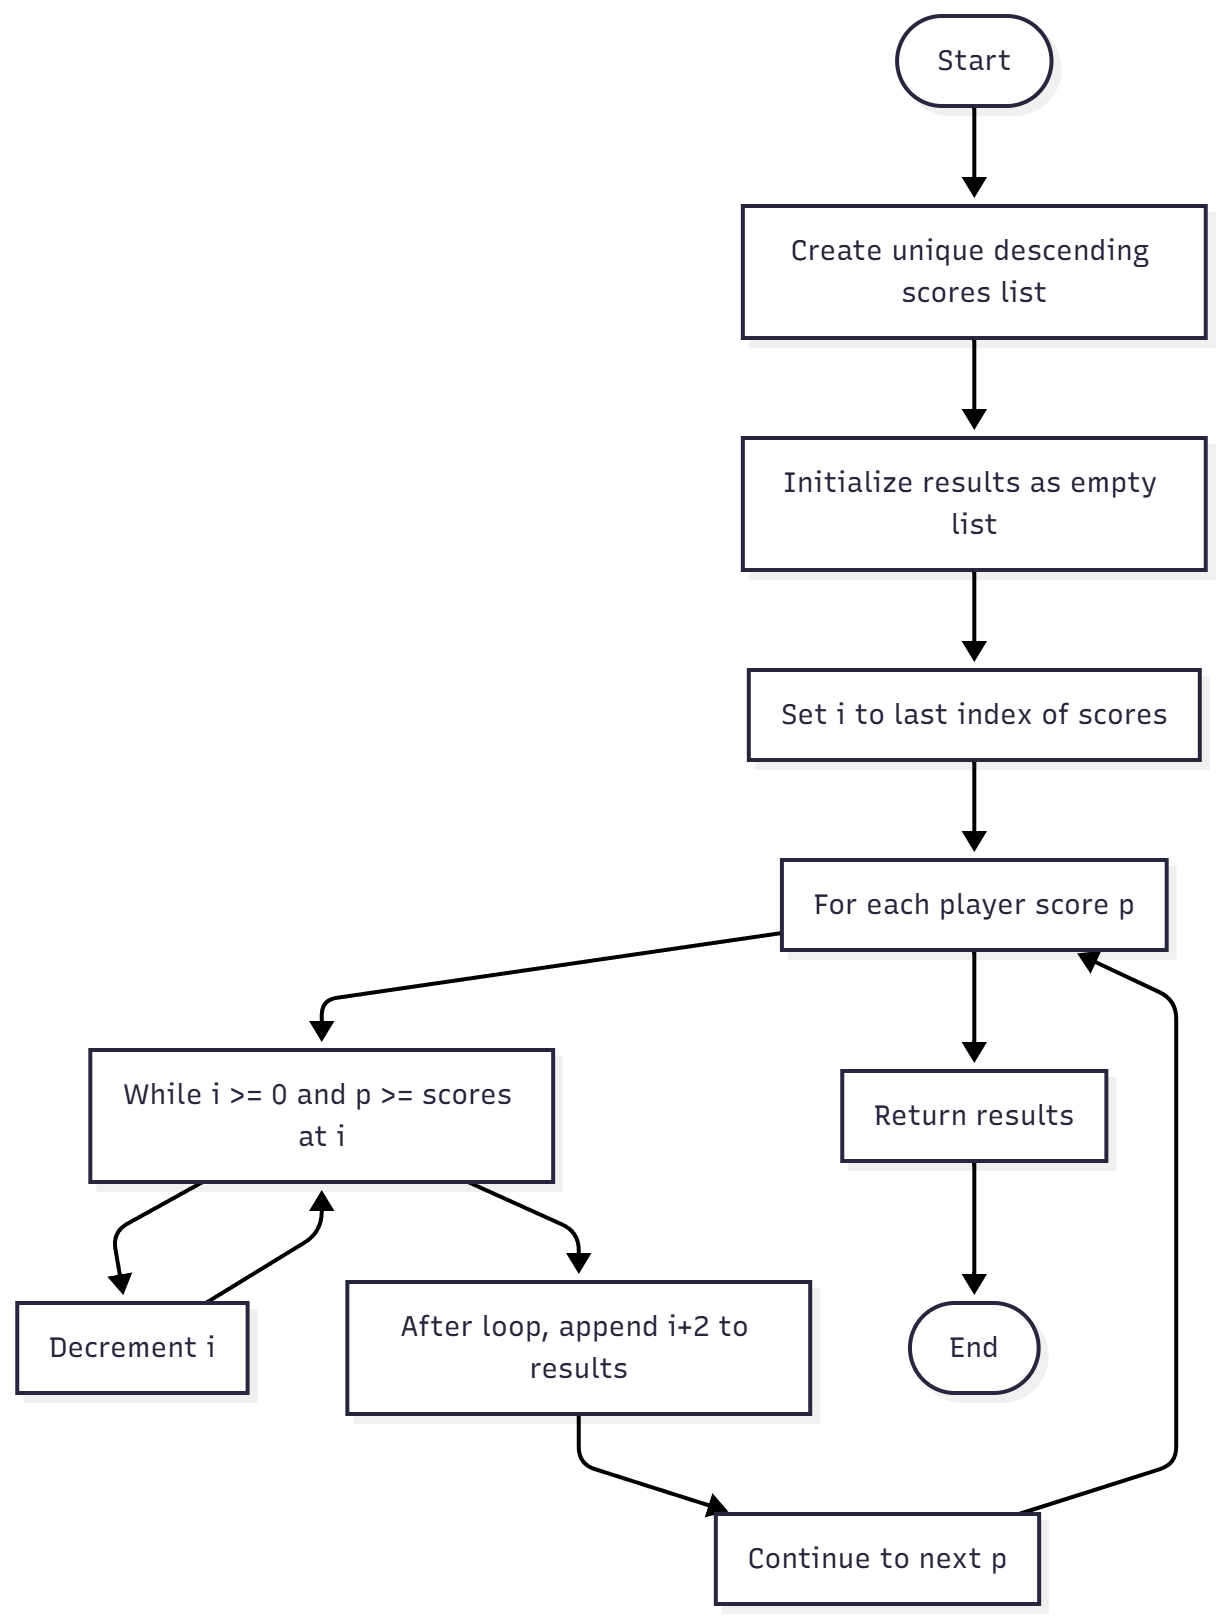 Start
Create unique descending
scores list
Initialize results as empty
list
Set i to last index of scores
For each player score p
While i >= 0 and p >= scores
at i
Return results
Decrement i
After loop, append i+2 to
results
End
Continue to next p